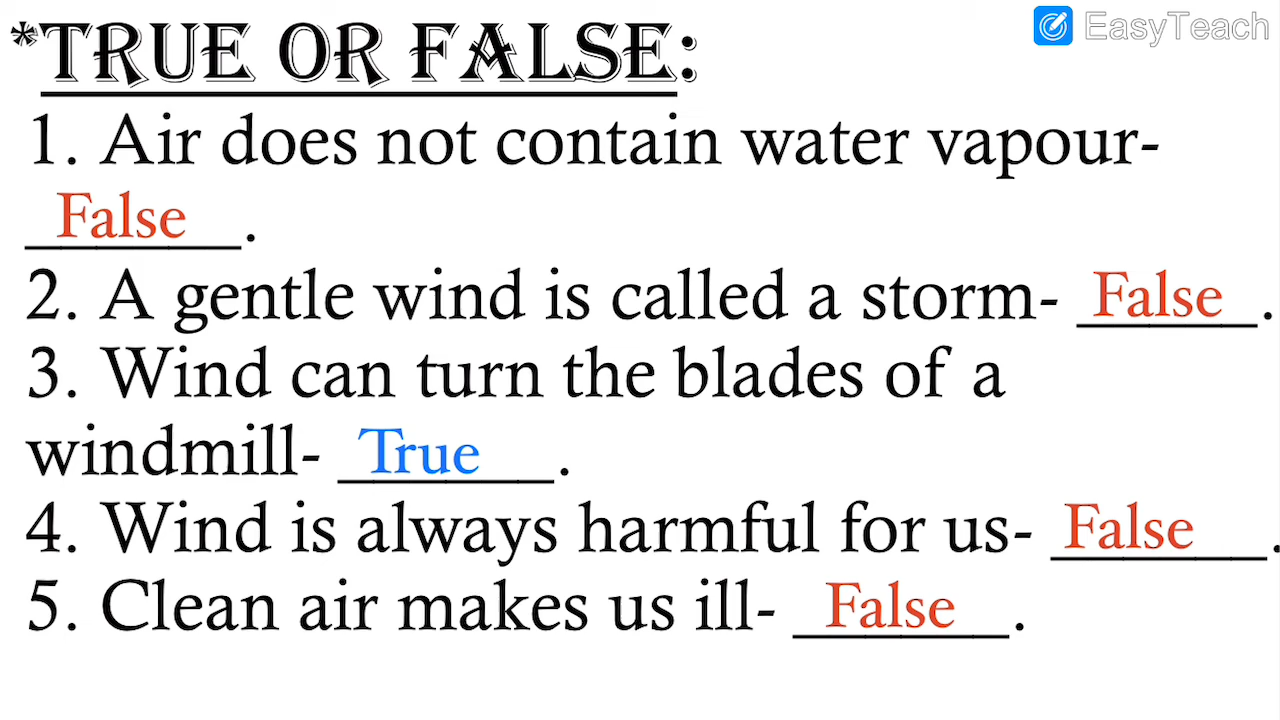 *TRUE OR FALSE:
EasyTeach
1. Air does not contain water vapour-
False.
2. A gentle wind is called a storm- False.
3. Wind can turn the blades of a
windmill- True.
4. Wind is always harmful for us- False.
5. Clean air makes us ill- False.